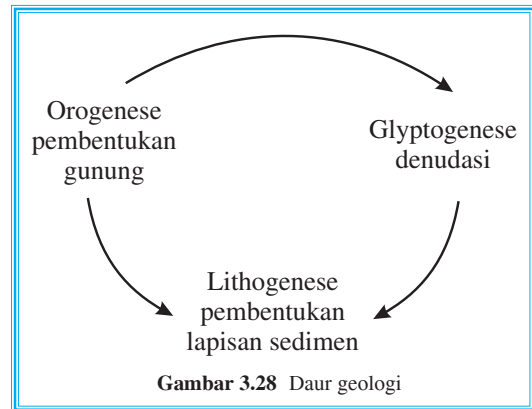 Orogenese
pembentukan
gunung
Glyptogenese
denudasi
Lithogenese
pembentukan
lapisan sedimen
Gambar 3.28 Daur geologi